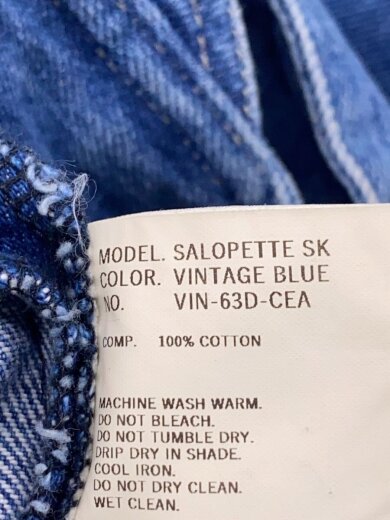 MODEL. SALOPETTE SK
COLOR. VINTAGE BLUE
NO. VIN-63D-CEA
COMP. 100% COTTON
MACHINE WASH WARM.
DO NOT BLEACH.
DO NOT TUMBLE DRY.
DRIP DRY IN SHADE.
COOL IRON.
DO NOT DRY CLEAN.
WET CLEAN.